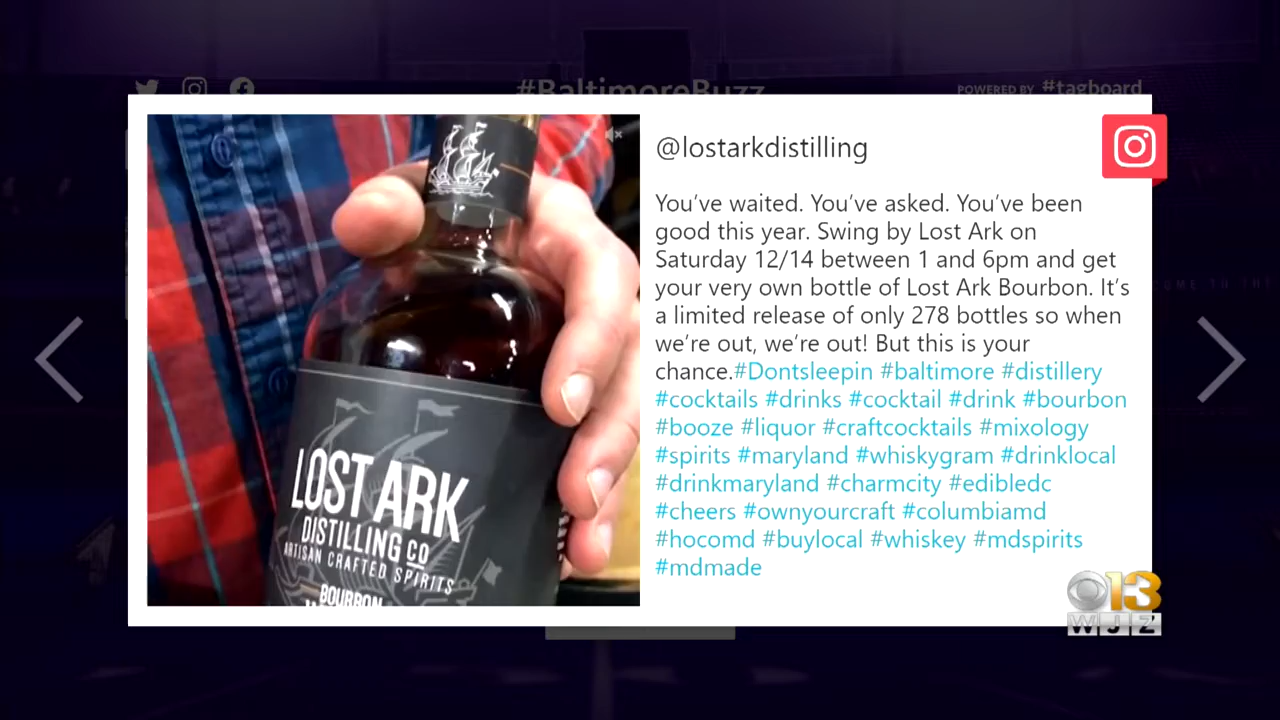 #BaltimoreBuzz
POWERED BY #tagboard
@lostarkdistilling
You've waited. You've asked. You've been
good this year. Swing by Lost Ark on
Saturday 12/14 between 1 and 6pm and get
your very own bottle of Lost Ark Bourbon. It's
a limited release of only 278 bottles so when
we're out, we're out! But this is your
chance.#Dontsleepin #baltimore #distillery
#cocktails #drinks #cocktail #drink #bourbon
#booze #liquor #craftcocktails #mixology
#spirits #maryland #whiskygram #drinklocal
#drinkmaryland #charmcity #edibledc
#cheers #ownyourcraft #columbiamd
#hocomd #buylocal #whiskey #mdspirits
#mdmade
LOST ARK
DISTILLING CO
ARTISAN CRAFTED SPIRITS
BOURBON
13
WJZ